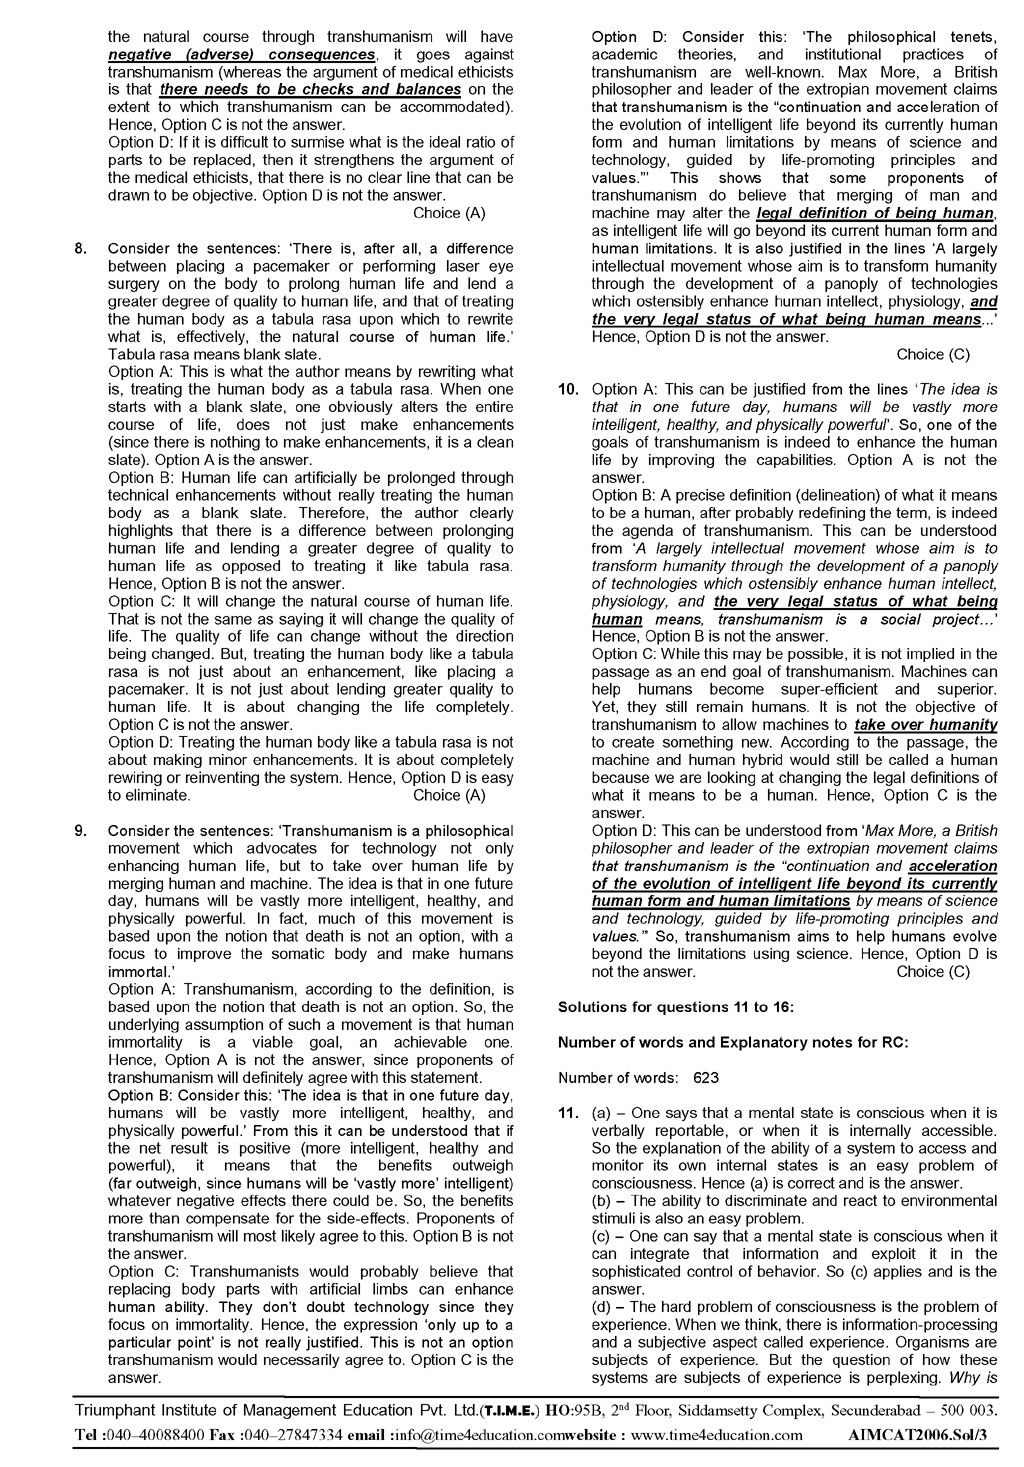 the natural course through transhumanism will have
negative (adverse) consequences, it goes against
transhumanism (whereas the argument of medical ethicists
is that there needs to be checks and balances on the
extent to which transhumanism can be accommodated).
Hence, Option C is not the answer.
Option D: If it is difficult to surmise what is the ideal ratio of
parts to be replaced, then it strengthens the argument of
the medical ethicists, that there is no clear line that can be
drawn to be objective. Option D is not the answer.
Choice (A)
8. Consider the sentences: ‘There is, after all, a difference
between placing a pacemaker or performing laser eye
surgery on the body to prolong human life and lend a
greater degree of quality to human life, and that of treating
the human body as a tabula rasa upon which to rewrite
what is, effectively, the natural course of human life.’
Tabula rasa means blank slate.
Option A: This is what the author means by rewriting what
is, treating the human body as a tabula rasa. When one
starts with a blank slate, one obviously alters the entire
course of life, does not just make enhancements
(since there is nothing to make enhancements, it is a clean
slate). Option A is the answer.
Option B: Human life can artificially be prolonged through
technical enhancements without really treating the human
body as a blank slate. Therefore, the author clearly
highlights that there is a difference between prolonging
human life and lending a greater degree of quality to
human life as opposed to treating it like tabula rasa.
Hence, Option B is not the answer.
Option C: It will change the natural course of human life.
That is not the same as saying it will change the quality of
life. The quality of life can change without the direction
being changed. But, treating the human body like a tabula
rasa is not just about an enhancement, like placing a
pacemaker. It is not just about lending greater quality to
human life. It is about changing the life completely.
Option C is not the answer.
Option D: Treating the human body like a tabula rasa is not
about making minor enhancements. It is about completely
rewiring or reinventing the system. Hence, Option D is easy
to eliminate. Choice (A)
9. Consider the sentences: ‘Transhumanism is a philosophical
movement which advocates for technology not only
enhancing human life, but to take over human life by
merging human and machine. The idea is that in one future
day, humans will be vastly more intelligent, healthy, and
physically powerful. In fact, much of this movement is
based upon the notion that death is not an option, with a
focus to improve the somatic body and make humans
immortal.’
Option A: Transhumanism, according to the definition, is
based upon the notion that death is not an option. So, the
underlying assumption of such a movement is that human
immortality is a viable goal, an achievable one.
Hence, Option A is not the answer, since proponents of
transhumanism will definitely agree with this statement.
Option B: Consider this: ‘The idea is that in one future day,
humans will be vastly more intelligent, healthy, and
physically powerful.’ From this it can be understood that if
the net result is positive (more intelligent, healthy and
powerful), it means that the benefits outweigh
(far outweigh, since humans will be ‘vastly more’ intelligent)
whatever negative effects there could be. So, the benefits
more than compensate for the side-effects. Proponents of
transhumanism will most likely agree to this. Option B is not
the answer.
Option C: Transhumanists would probably believe that
replacing body parts with artificial limbs can enhance
human ability. They don’t doubt technology since they
focus on immortality. Hence, the expression ‘only up to a
particular point’ is not really justified. This is not an option
transhumanism would necessarily agree to. Option C is the
answer.
Option D: Consider this: ‘The philosophical tenets,
academic theories, and institutional practices of
transhumanism are well-known. Max More, a British
philosopher and leader of the extropian movement claims
that transhumanism is the “continuation and acceleration of
the evolution of intelligent life beyond its currently human
form and human limitations by means of science and
technology, guided by life-promoting principles and
values.”’ This shows that some proponents of
transhumanism do believe that merging of man and
machine may alter the legal definition of being human,
as intelligent life will go beyond its current human form and
human limitations. It is also justified in the lines ‘A largely
intellectual movement whose aim is to transform humanity
through the development of a panoply of technologies
which ostensibly enhance human intellect, physiology, and
the very legal status of what being human means...’
Hence, Option D is not the answer.
Choice (C)
10. Option A: This can be justified from the lines ‘The idea is
that in one future day, humans will be vastly more
intelligent, healthy, and physically powerful’. So, one of the
goals of transhumanism is indeed to enhance the human
life by improving the capabilities. Option A is not the
answer.
Option B: A precise definition (delineation) of what it means
to be a human, after probably redefining the term, is indeed
the agenda of transhumanism. This can be understood
from ‘A largely intellectual movement whose aim is to
transform humanity through the development of a panoply
of technologies which ostensibly enhance human intellect,
physiology, and the very legal status of what being
human means, transhumanism is a social project…’
Hence, Option B is not the answer.
Option C: While this may be possible, it is not implied in the
passage as an end goal of transhumanism. Machines can
help humans become super-efficient and superior.
Yet, they still remain humans. It is not the objective of
transhumanism to allow machines to take over humanity
to create something new. According to the passage, the
machine and human hybrid would still be called a human
because we are looking at changing the legal definitions of
what it means to be a human. Hence, Option C is the
answer.
Option D: This can be understood from ‘Max More, a British
philosopher and leader of the extropian movement claims
that transhumanism is the “continuation and acceleration
of the evolution of intelligent life beyond its currently
human form and human limitations by means of science
and technology, guided by life-promoting principles and
values.”’ So, transhumanism aims to help humans evolve
beyond the limitations using science. Hence, Option D is
not the answer. Choice (C)
Solutions for questions 11 to 16:
Number of words and Explanatory notes for RC:
Number of words: 623
11. (a) – One says that a mental state is conscious when it is
verbally reportable, or when it is internally accessible.
So the explanation of the ability of a system to access and
monitor its own internal states is an easy problem of
consciousness. Hence (a) is correct and is the answer.
(b) – The ability to discriminate and react to environmental
stimuli is also an easy problem.
(c) – One can say that a mental state is conscious when it
can integrate that information and exploit it in the
sophisticated control of behavior. So (c) applies and is the
answer.
(d) – The hard problem of consciousness is the problem of
experience. When we think, there is information-processing
and a subjective aspect called experience. Organisms are
subjects of experience. But the question of how these
systems are subjects of experience is perplexing. Why is
Triumphant Institute of Management Education Pvt. Ltd.(T.I.M.E.) HO:95B, 2nd Floor, Siddamsetty Complex, Secunderabad – 500 003.
Tel :040–40088400 Fax :040–27847334 email :info@time4education.comwebsite : www.time4education.com AIMCAT2006.Sol/3